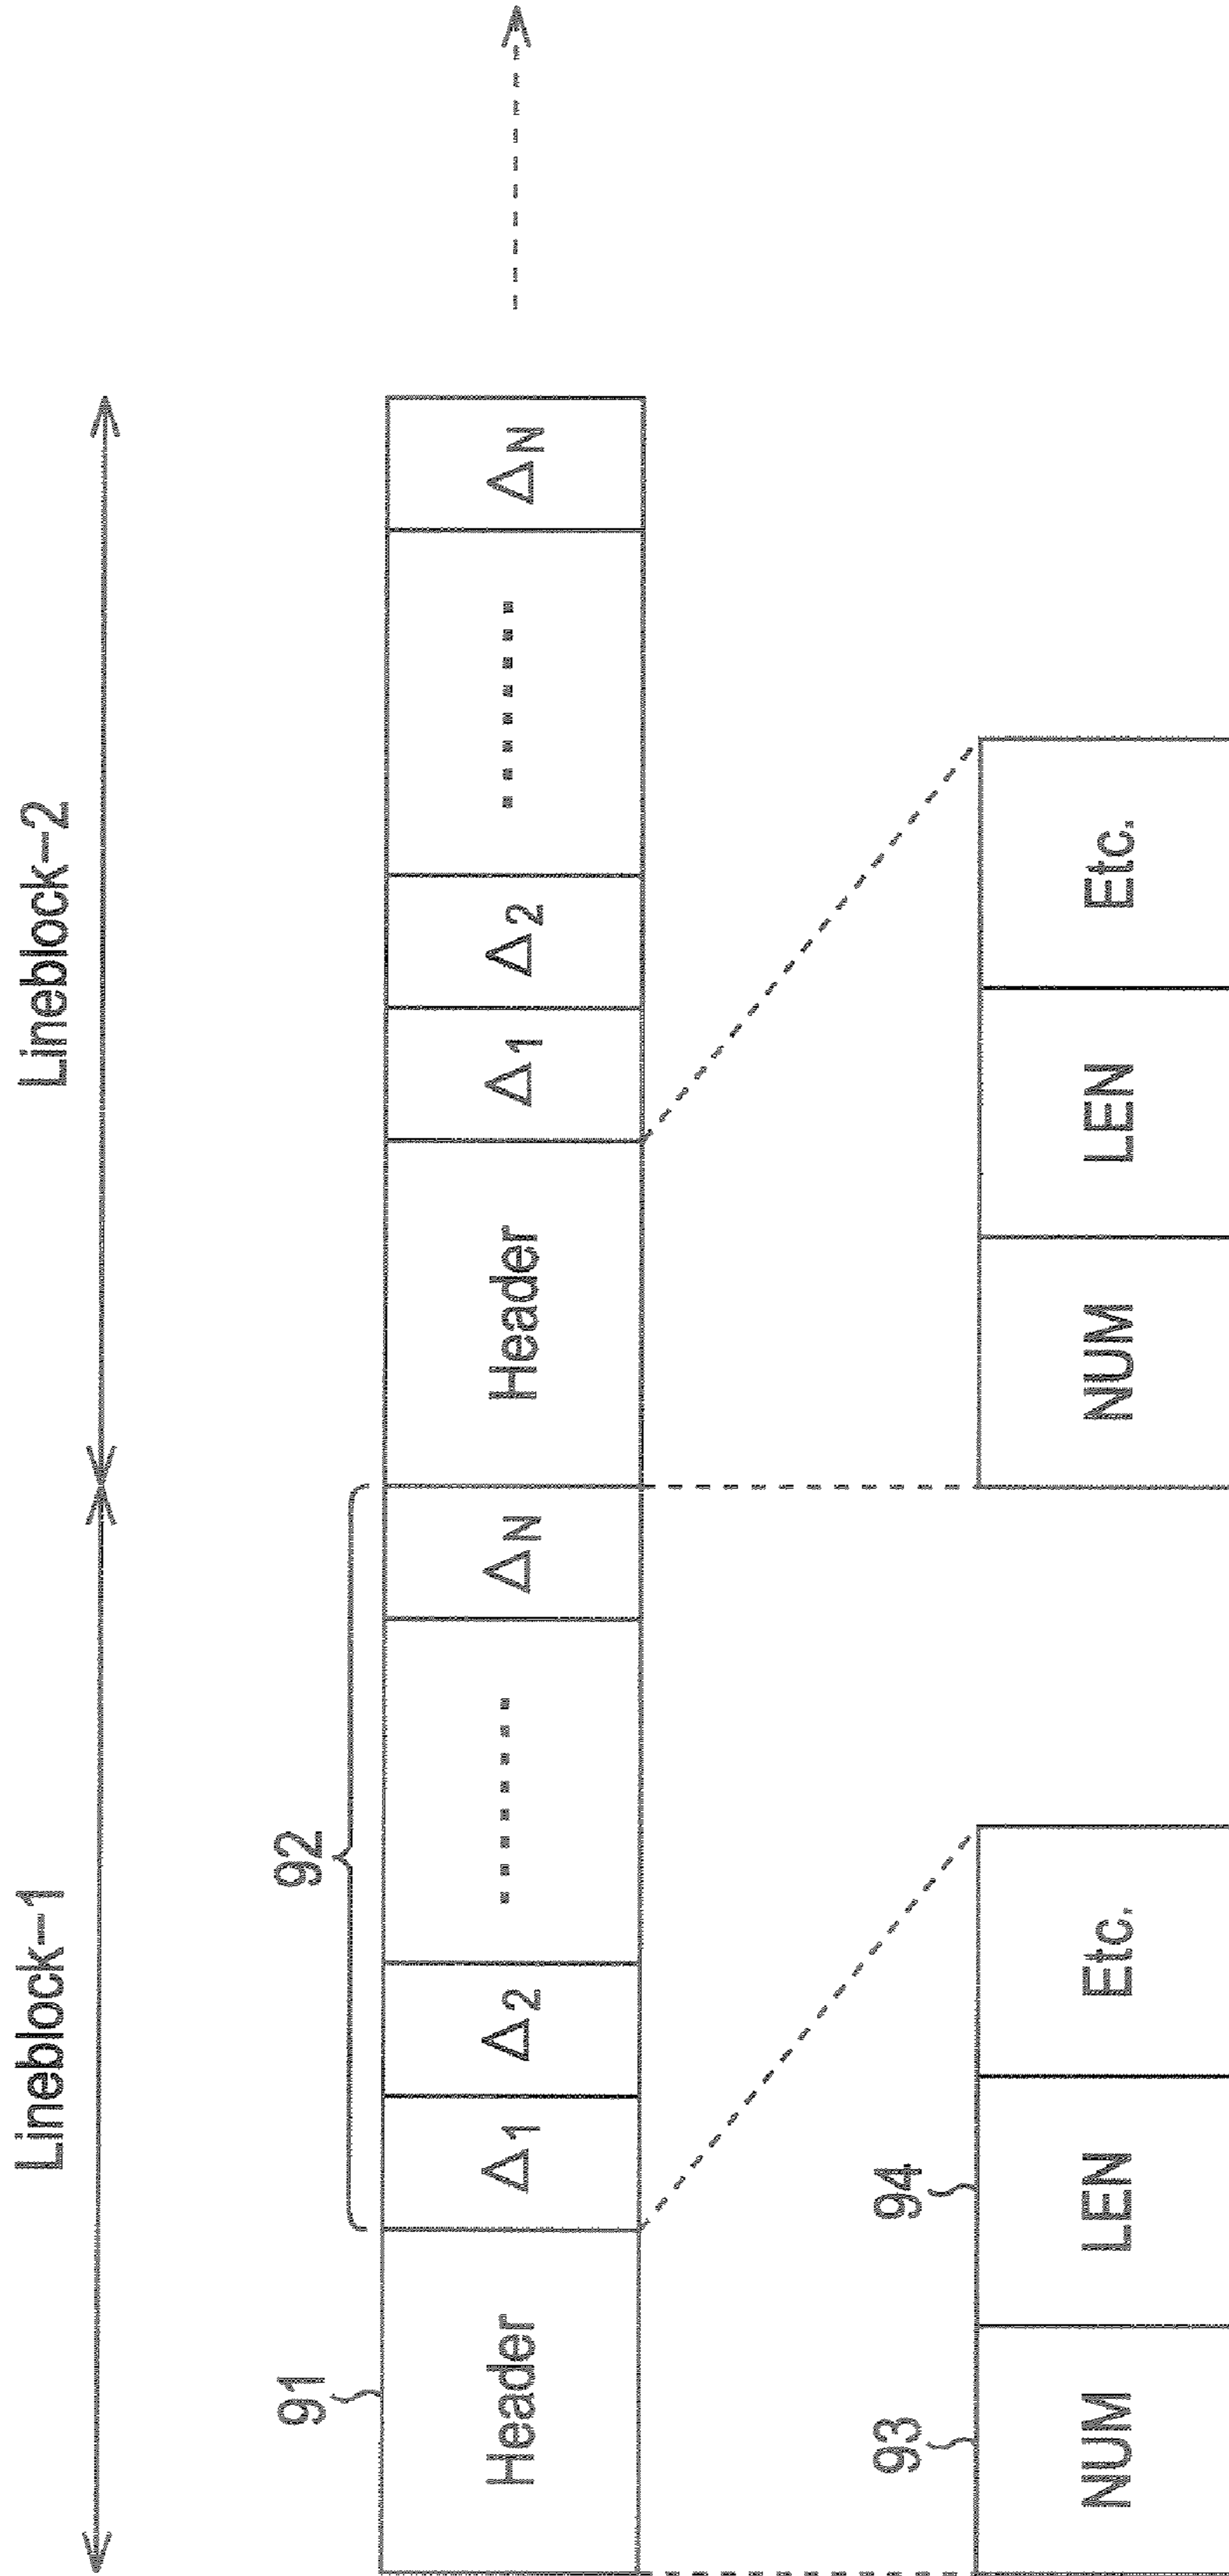 Lineblock-1 Lineblock-2
91 92
Header Δ1 Δ2 ΔN Header Δ1 Δ2 ΔN
93 94
NUM LEN Etc. NUM LEN Etc.